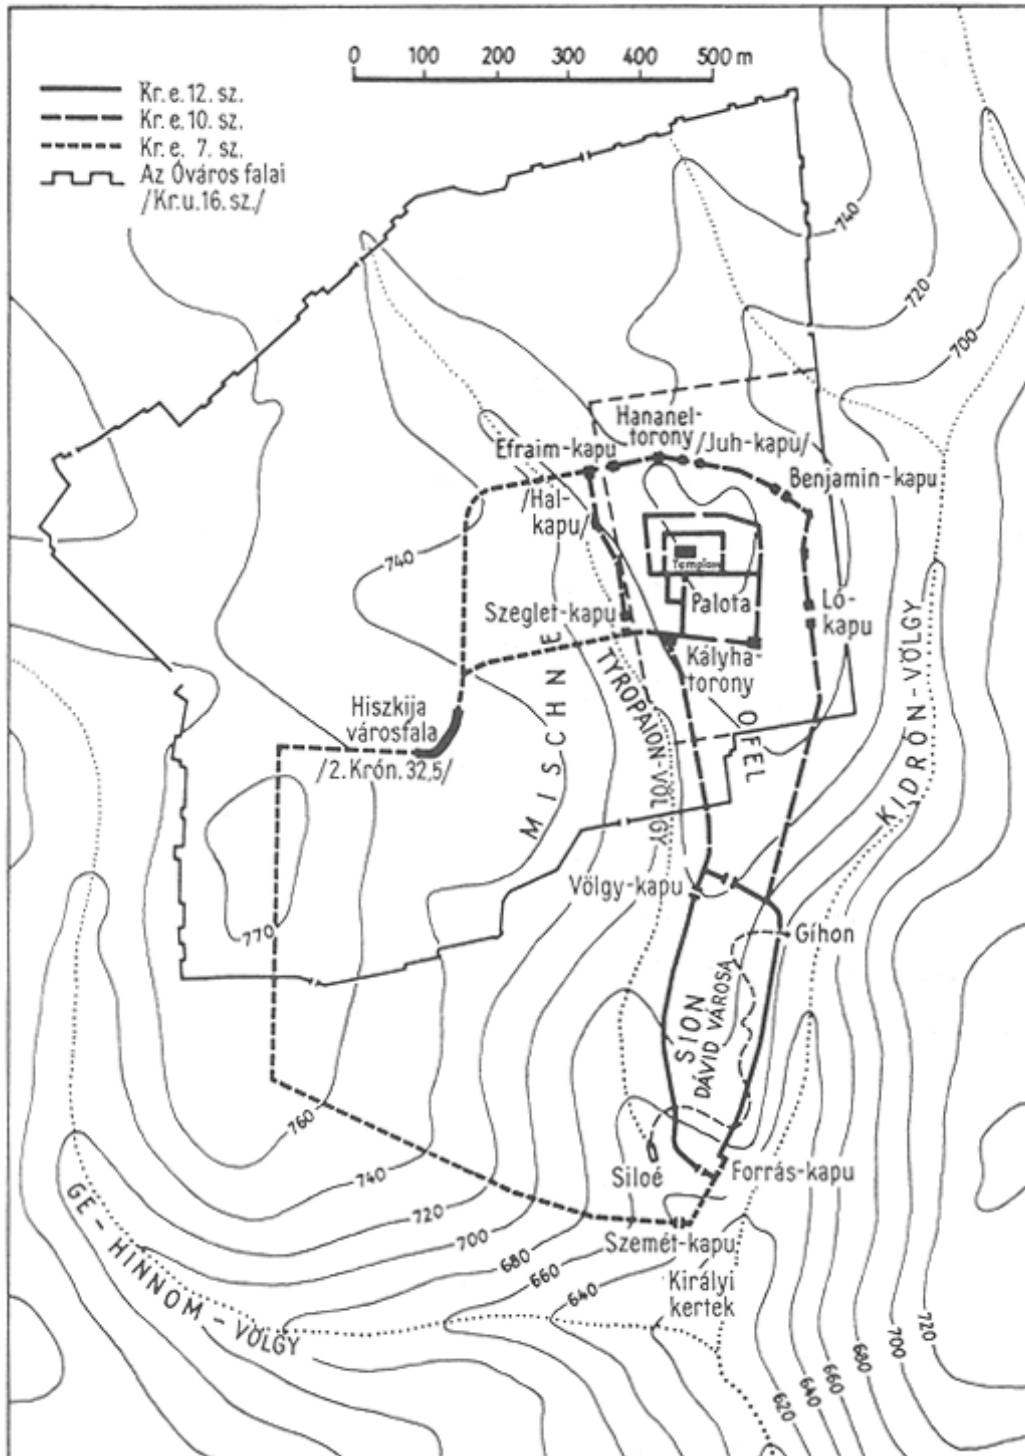 0 100 200 300 400 500 m
Kr. e. 12. sz.
Kr. e. 10. sz.
Kr. e. 7. sz.
Az Óváros falai
/Kr. u. 16. sz./
740
720
700
Hananel-
torony
/Juh-kapu/
Efraim-kapu
Benjamin-kapu
/Hal-
kapu/
740
Templom
Palota
Ló-
kapu
Szeglet-kapu
Kályha-
torony
MISCHNE
TYROPAION-VÖLGY
OFEL
KIDRÓN-VÖLGY
Hiszkija
városfala
/2. Krón. 32,5/
Völgy-kapu
770
Gíhon
SION
DÁVID VÁROSA
760
740
720
700
680
660
640
Siloé
Forrás-kapu
Szemét-kapu
Királyi
kertek
GE-HINNOM-VÖLGY
720
700
680
660
640
620